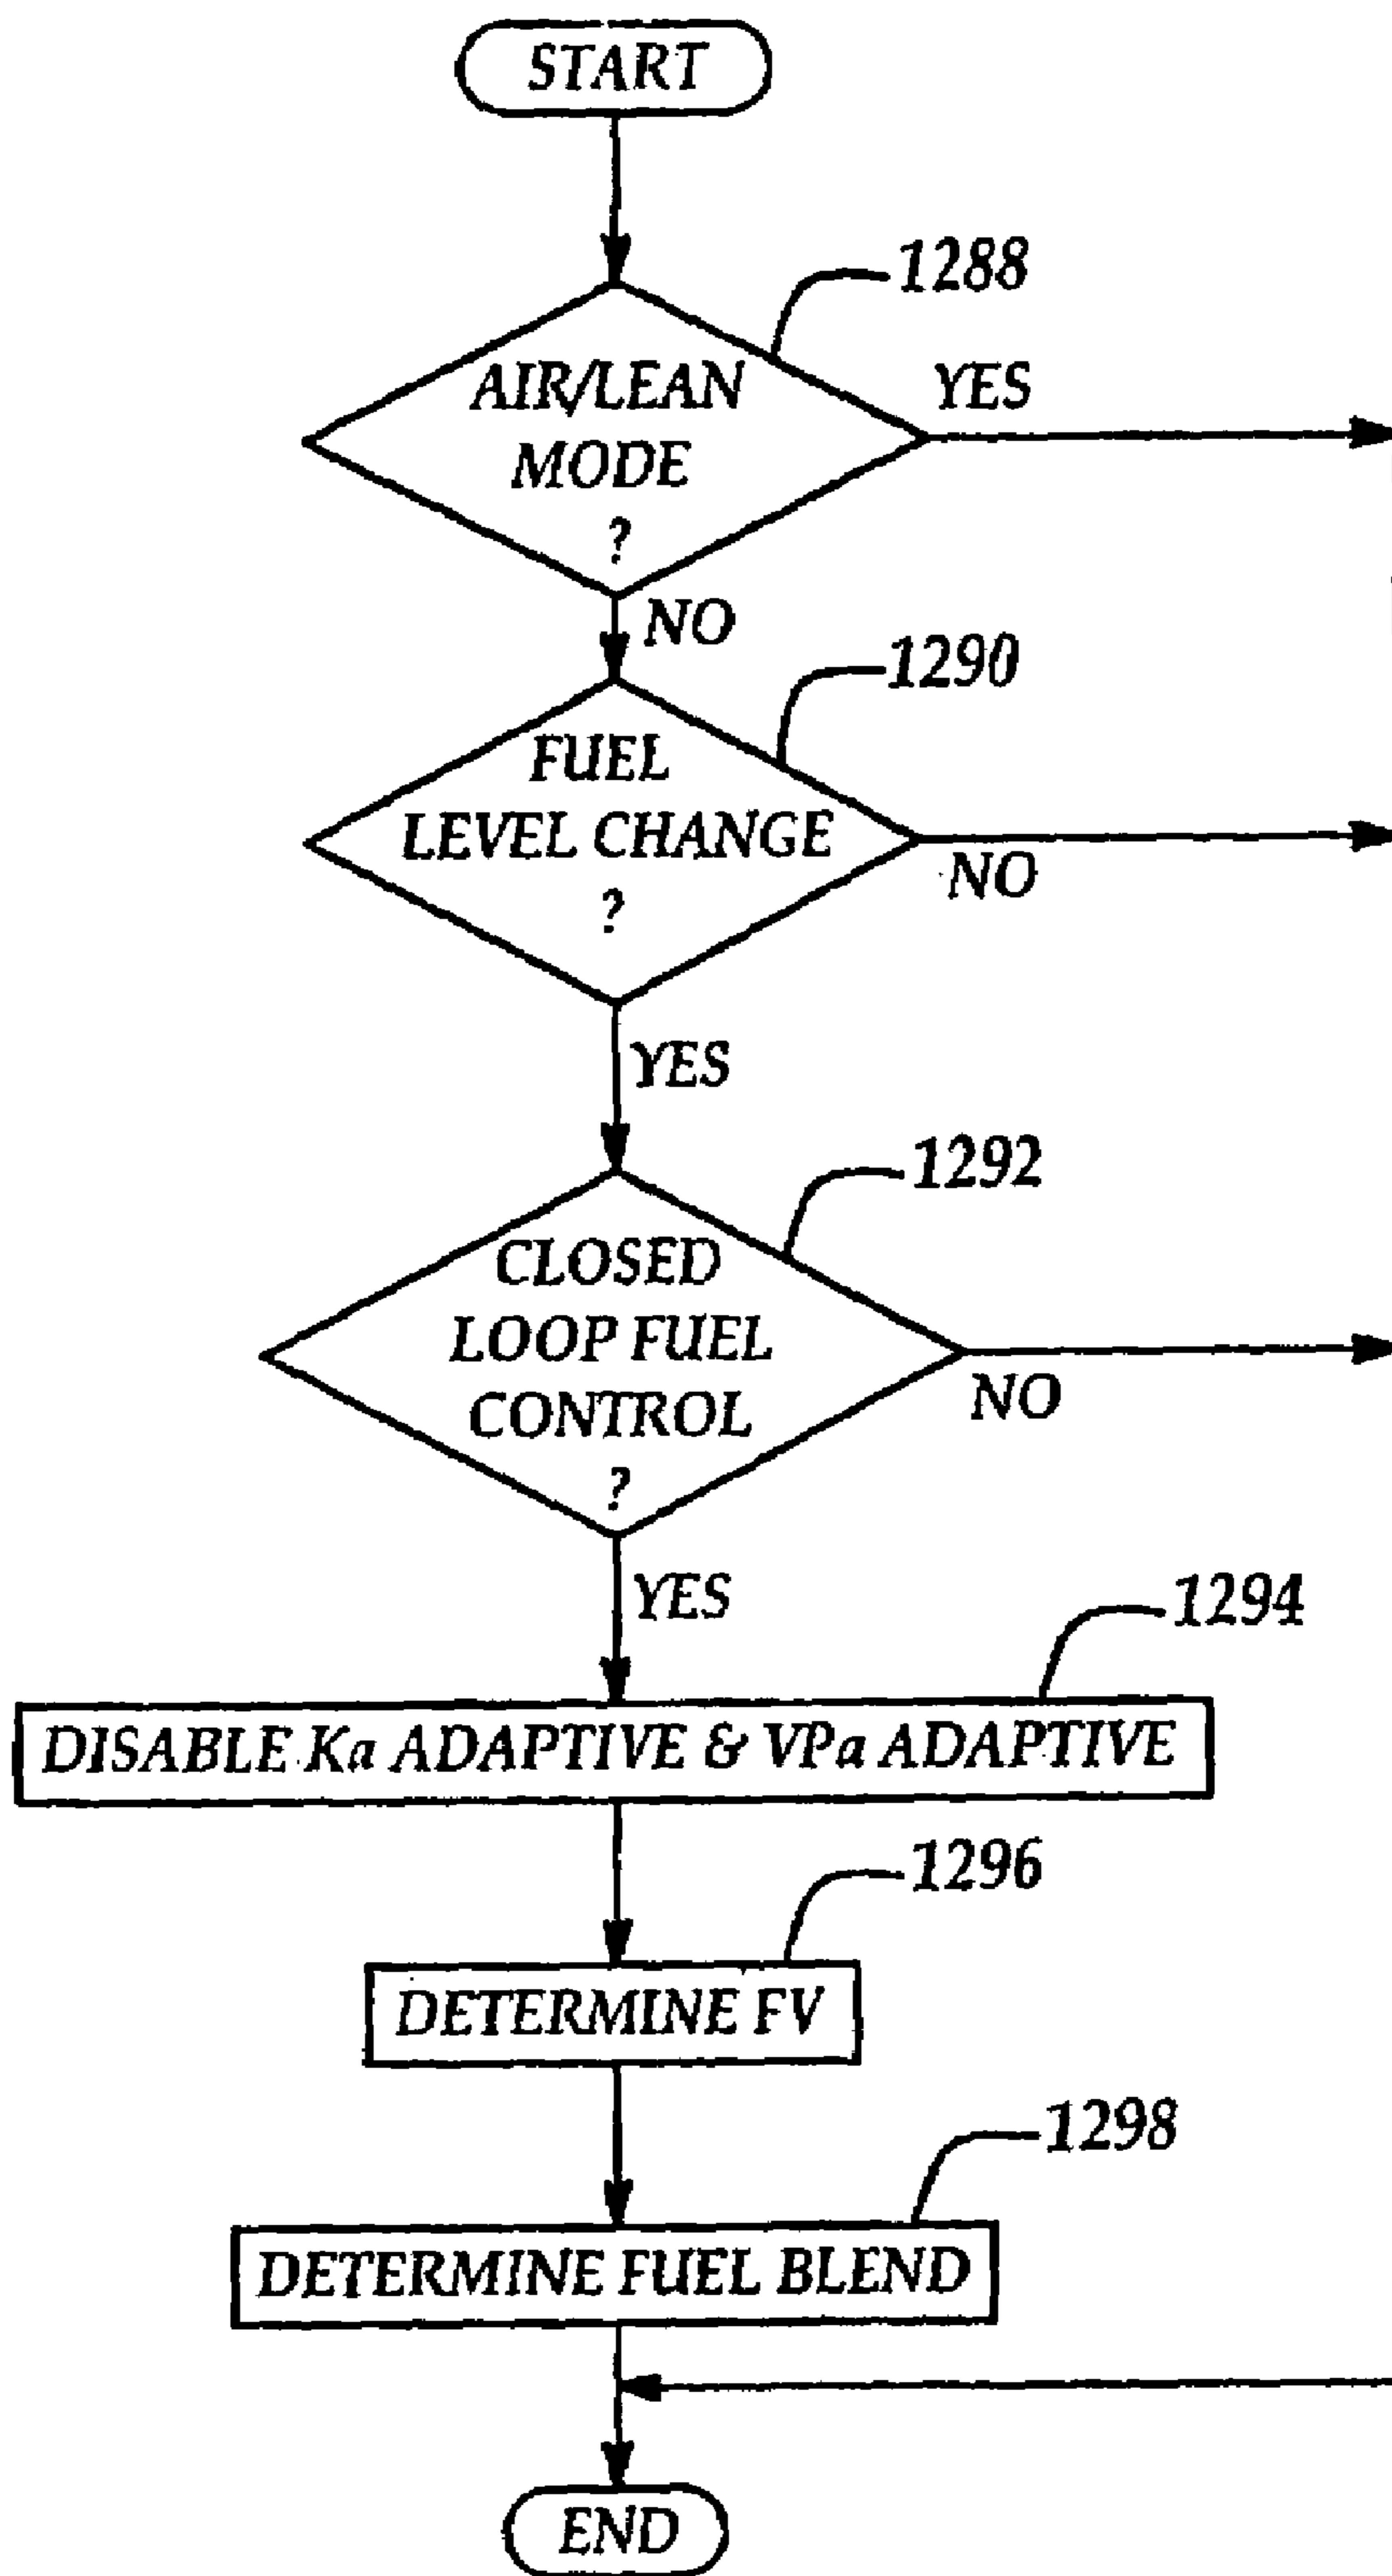 START
1288
AIR/LEAN
MODE
?
YES
NO
1290
FUEL
LEVEL CHANGE
?
NO
YES
1292
CLOSED
LOOP FUEL
CONTROL
?
NO
YES
1294
DISABLE Ka ADAPTIVE & VPa ADAPTIVE
1296
DETERMINE FV
1298
DETERMINE FUEL BLEND
END